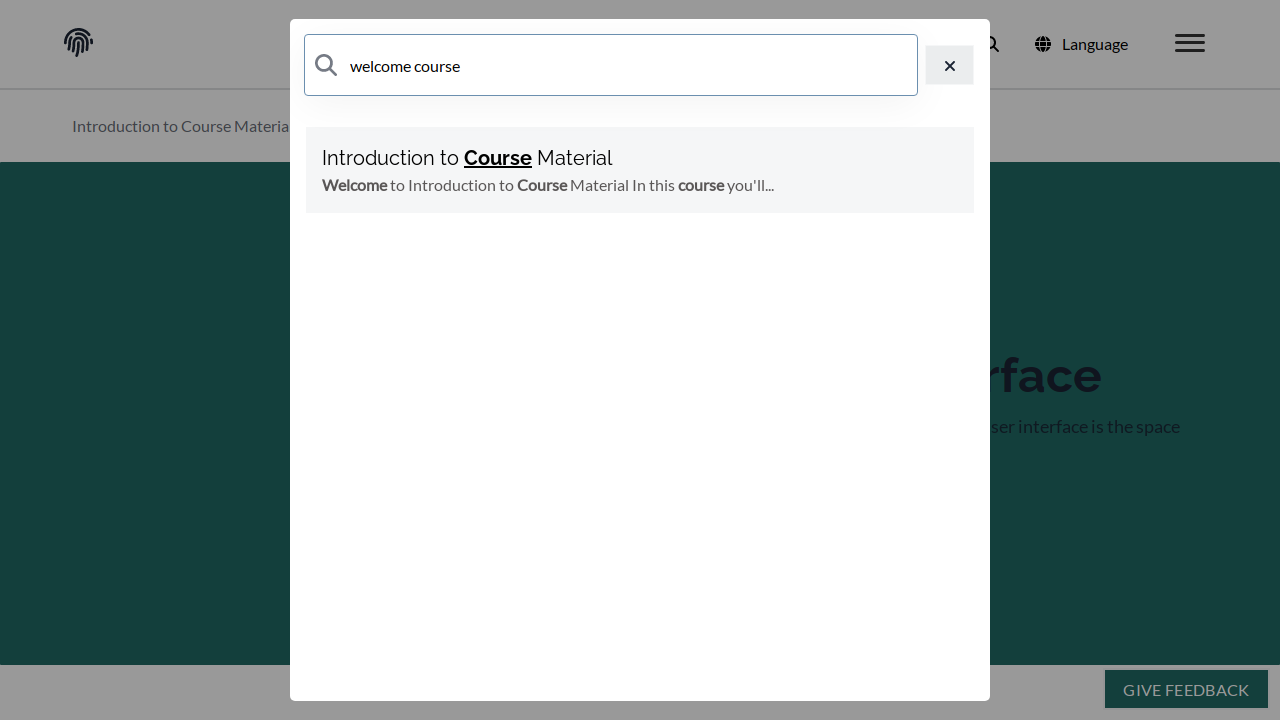 Language
welcome course
Introduction to Course Materia
Introduction to Course Material
Welcome to Introduction to Course Material In this course you'll...
rface
ser interface is the space
GIVE FEEDBACK